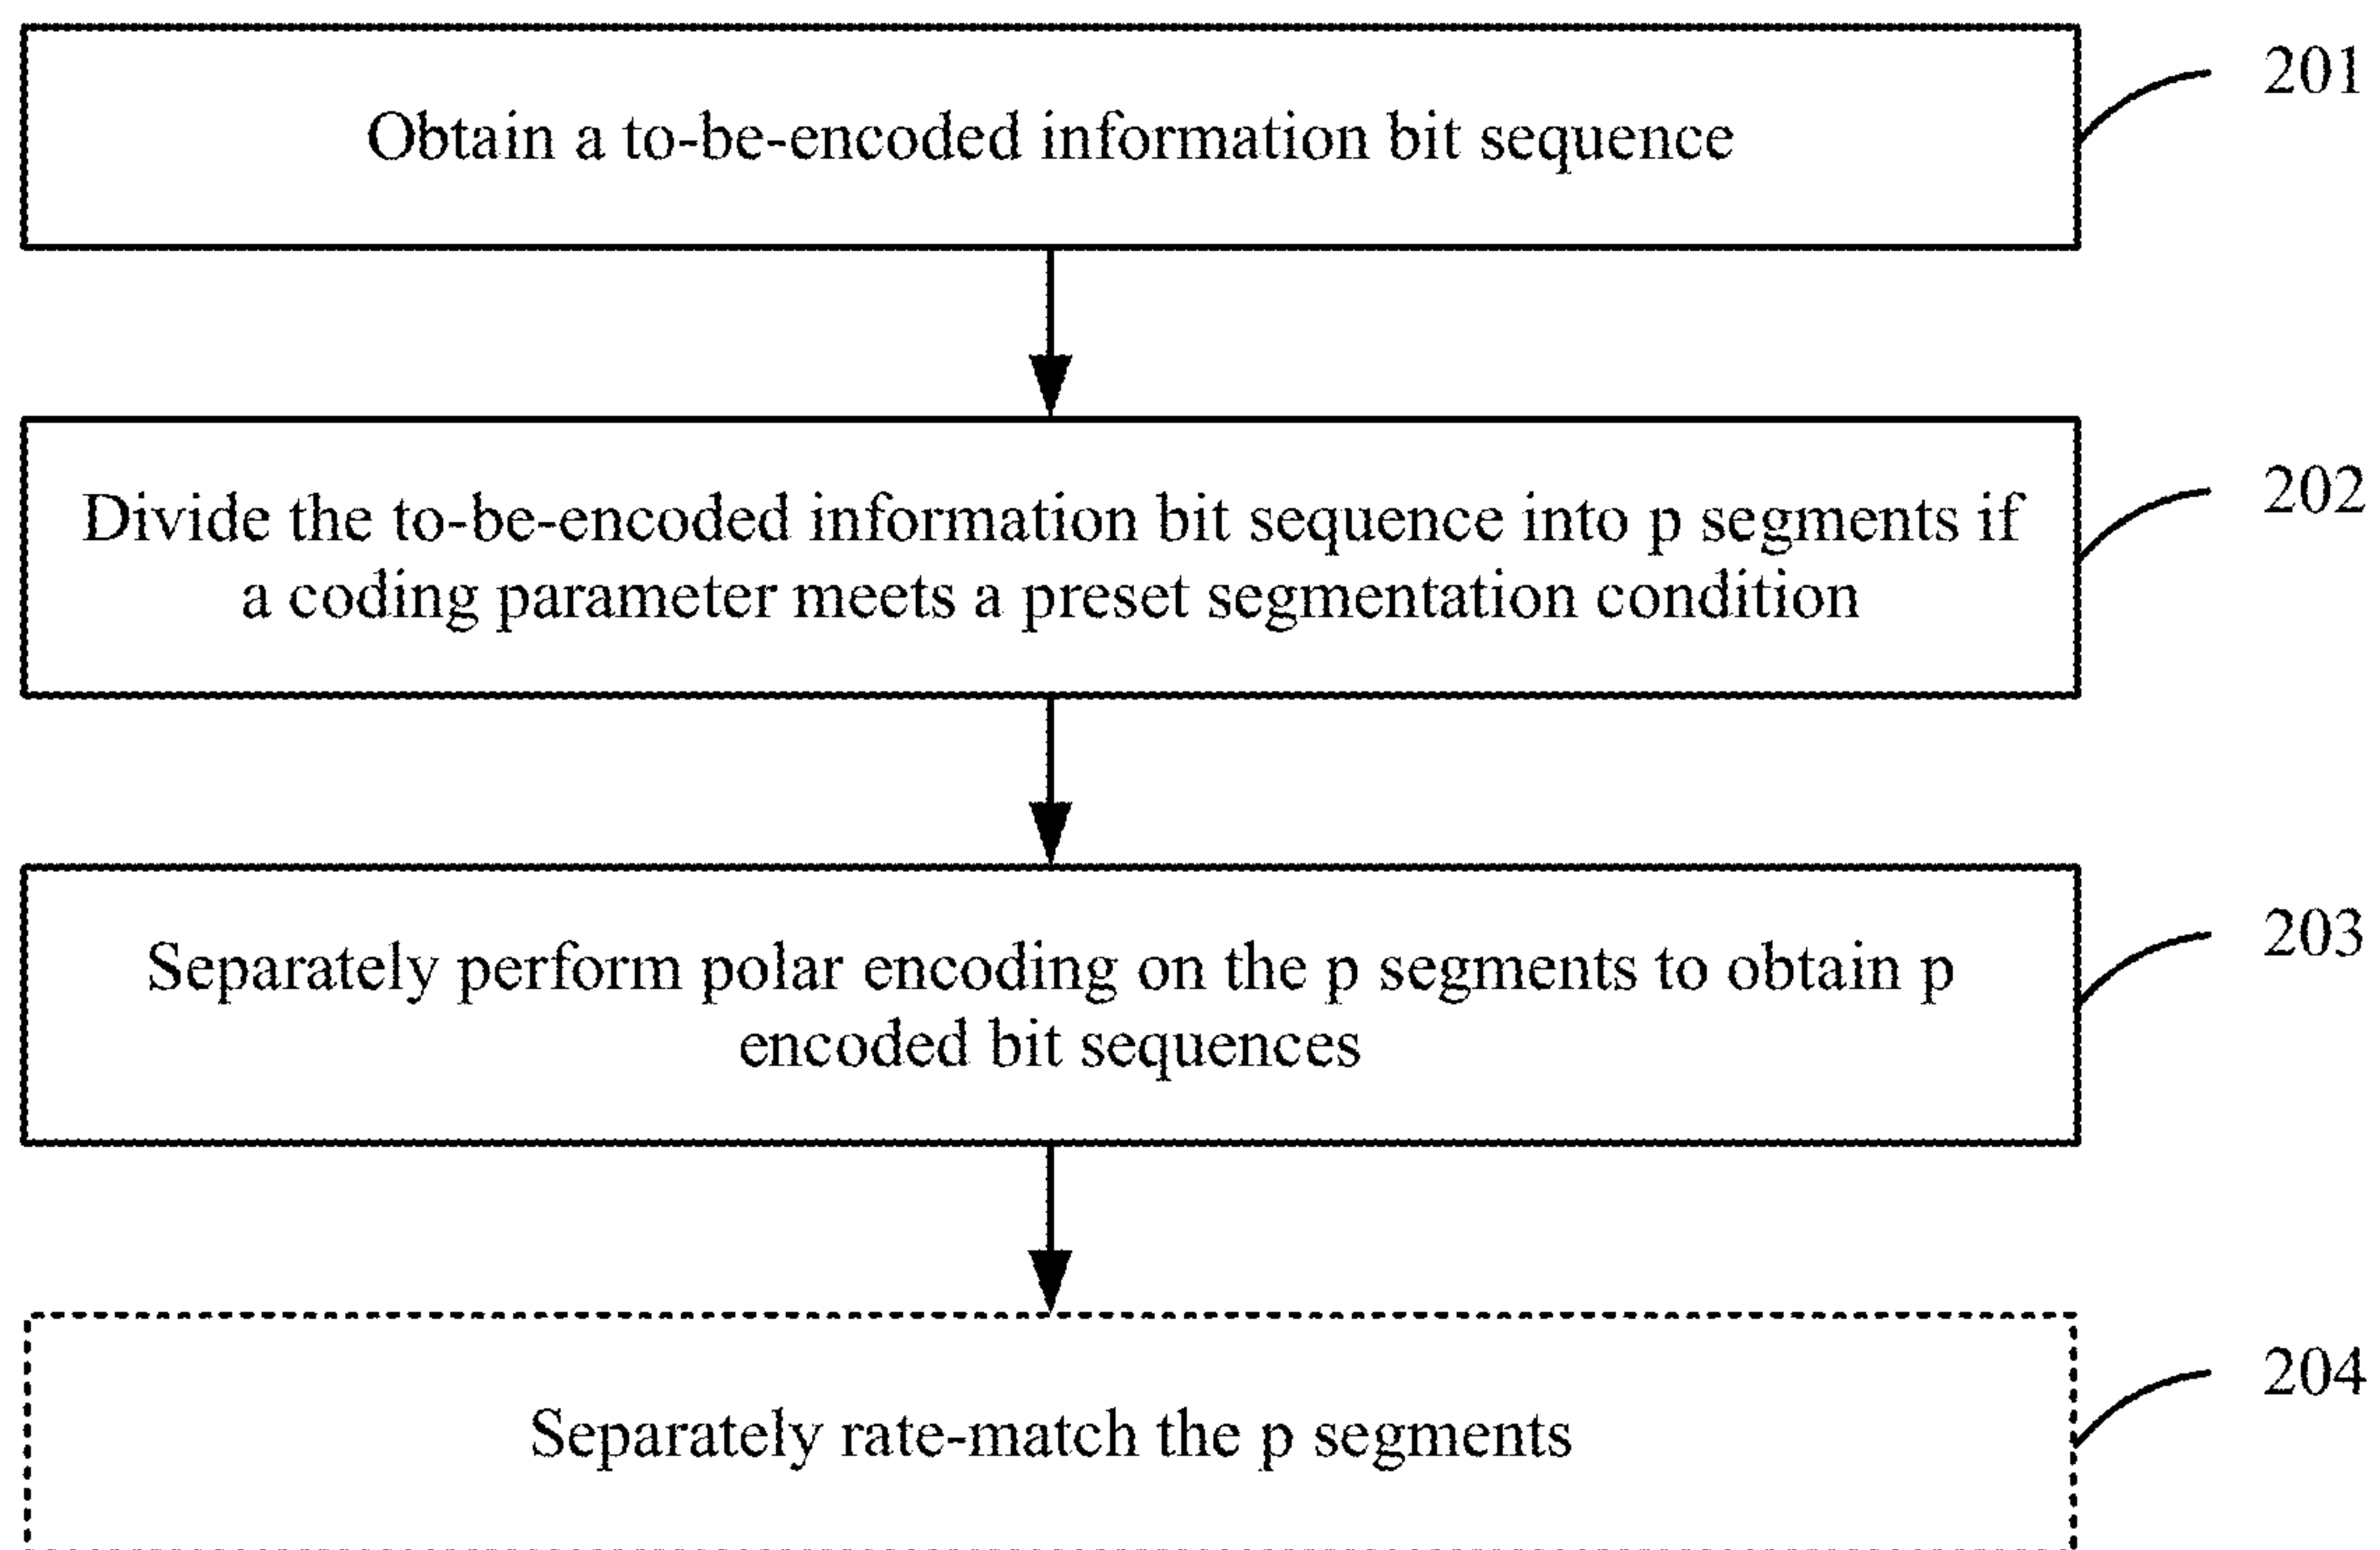 Obtain a to-be-encoded information bit sequence
201
Divide the to-be-encoded information bit sequence into p segments if
a coding parameter meets a preset segmentation condition
202
Separately perform polar encoding on the p segments to obtain p
encoded bit sequences
203
Separately rate-match the p segments
204